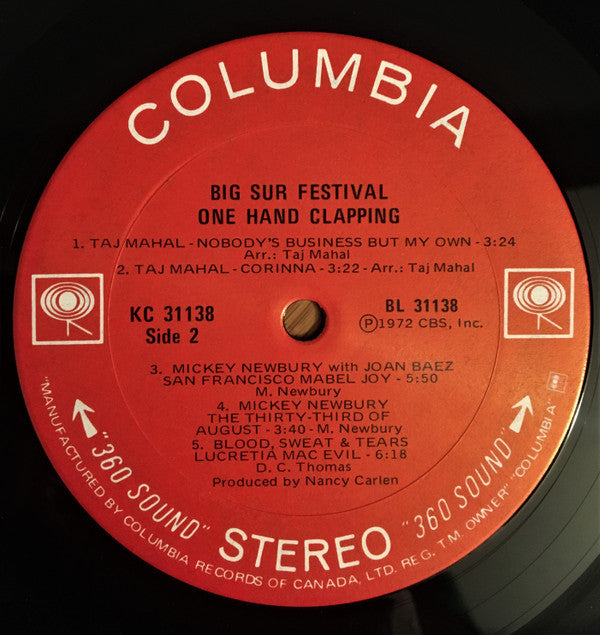 COLUMBIA
BIG SUR FESTIVAL
ONE HAND CLAPPING
1. TAJ MAHAL - NOBODY'S BUSINESS BUT MY OWN - 3:24
Arr.: Taj Mahal
2. TAJ MAHAL - CORINNA - 3:22 - Arr.: Taj Mahal
KC 31138
Side 2
BL 31138
Ⓟ1972 CBS, Inc.
3. MICKEY NEWBURY with JOAN BAEZ
SAN FRANCISCO MABEL JOY - 5:50
M. Newbury
4. MICKEY NEWBURY
THE THIRTY-THIRD OF
AUGUST - 3:40 - M. Newbury
5. BLOOD, SWEAT & TEARS
LUCRETIA MAC EVIL - 6:18
D. C. Thomas
Produced by Nancy Carlen
"360 SOUND" STEREO "360 SOUND"
"MANUFACTURED BY COLUMBIA RECORDS OF CANADA, LTD. REG. T.M. OWNER" "COLUMBIA"